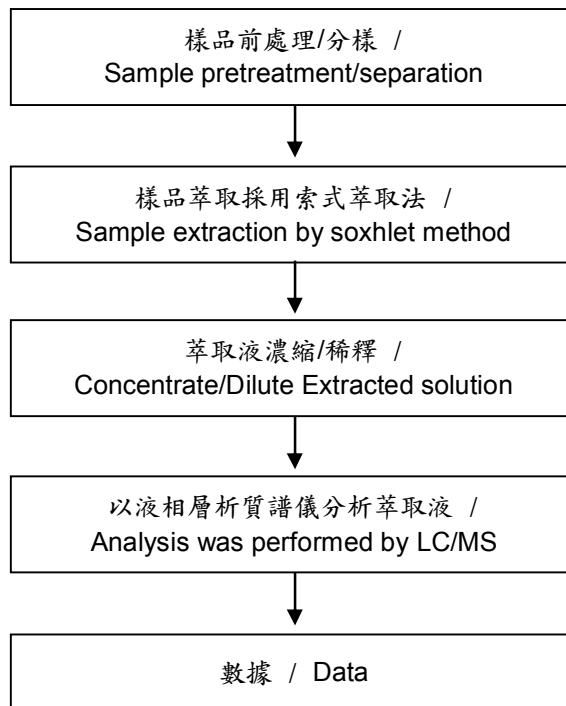 樣品前處理/分樣 /
Sample pretreatment/separation
樣品萃取採用索式萃取法 /
Sample extraction by soxhlet method
萃取液濃縮/稀釋 /
Concentrate/Dilute Extracted solution
以液相層析質譜儀分析萃取液 /
Analysis was performed by LC/MS
數據 / Data